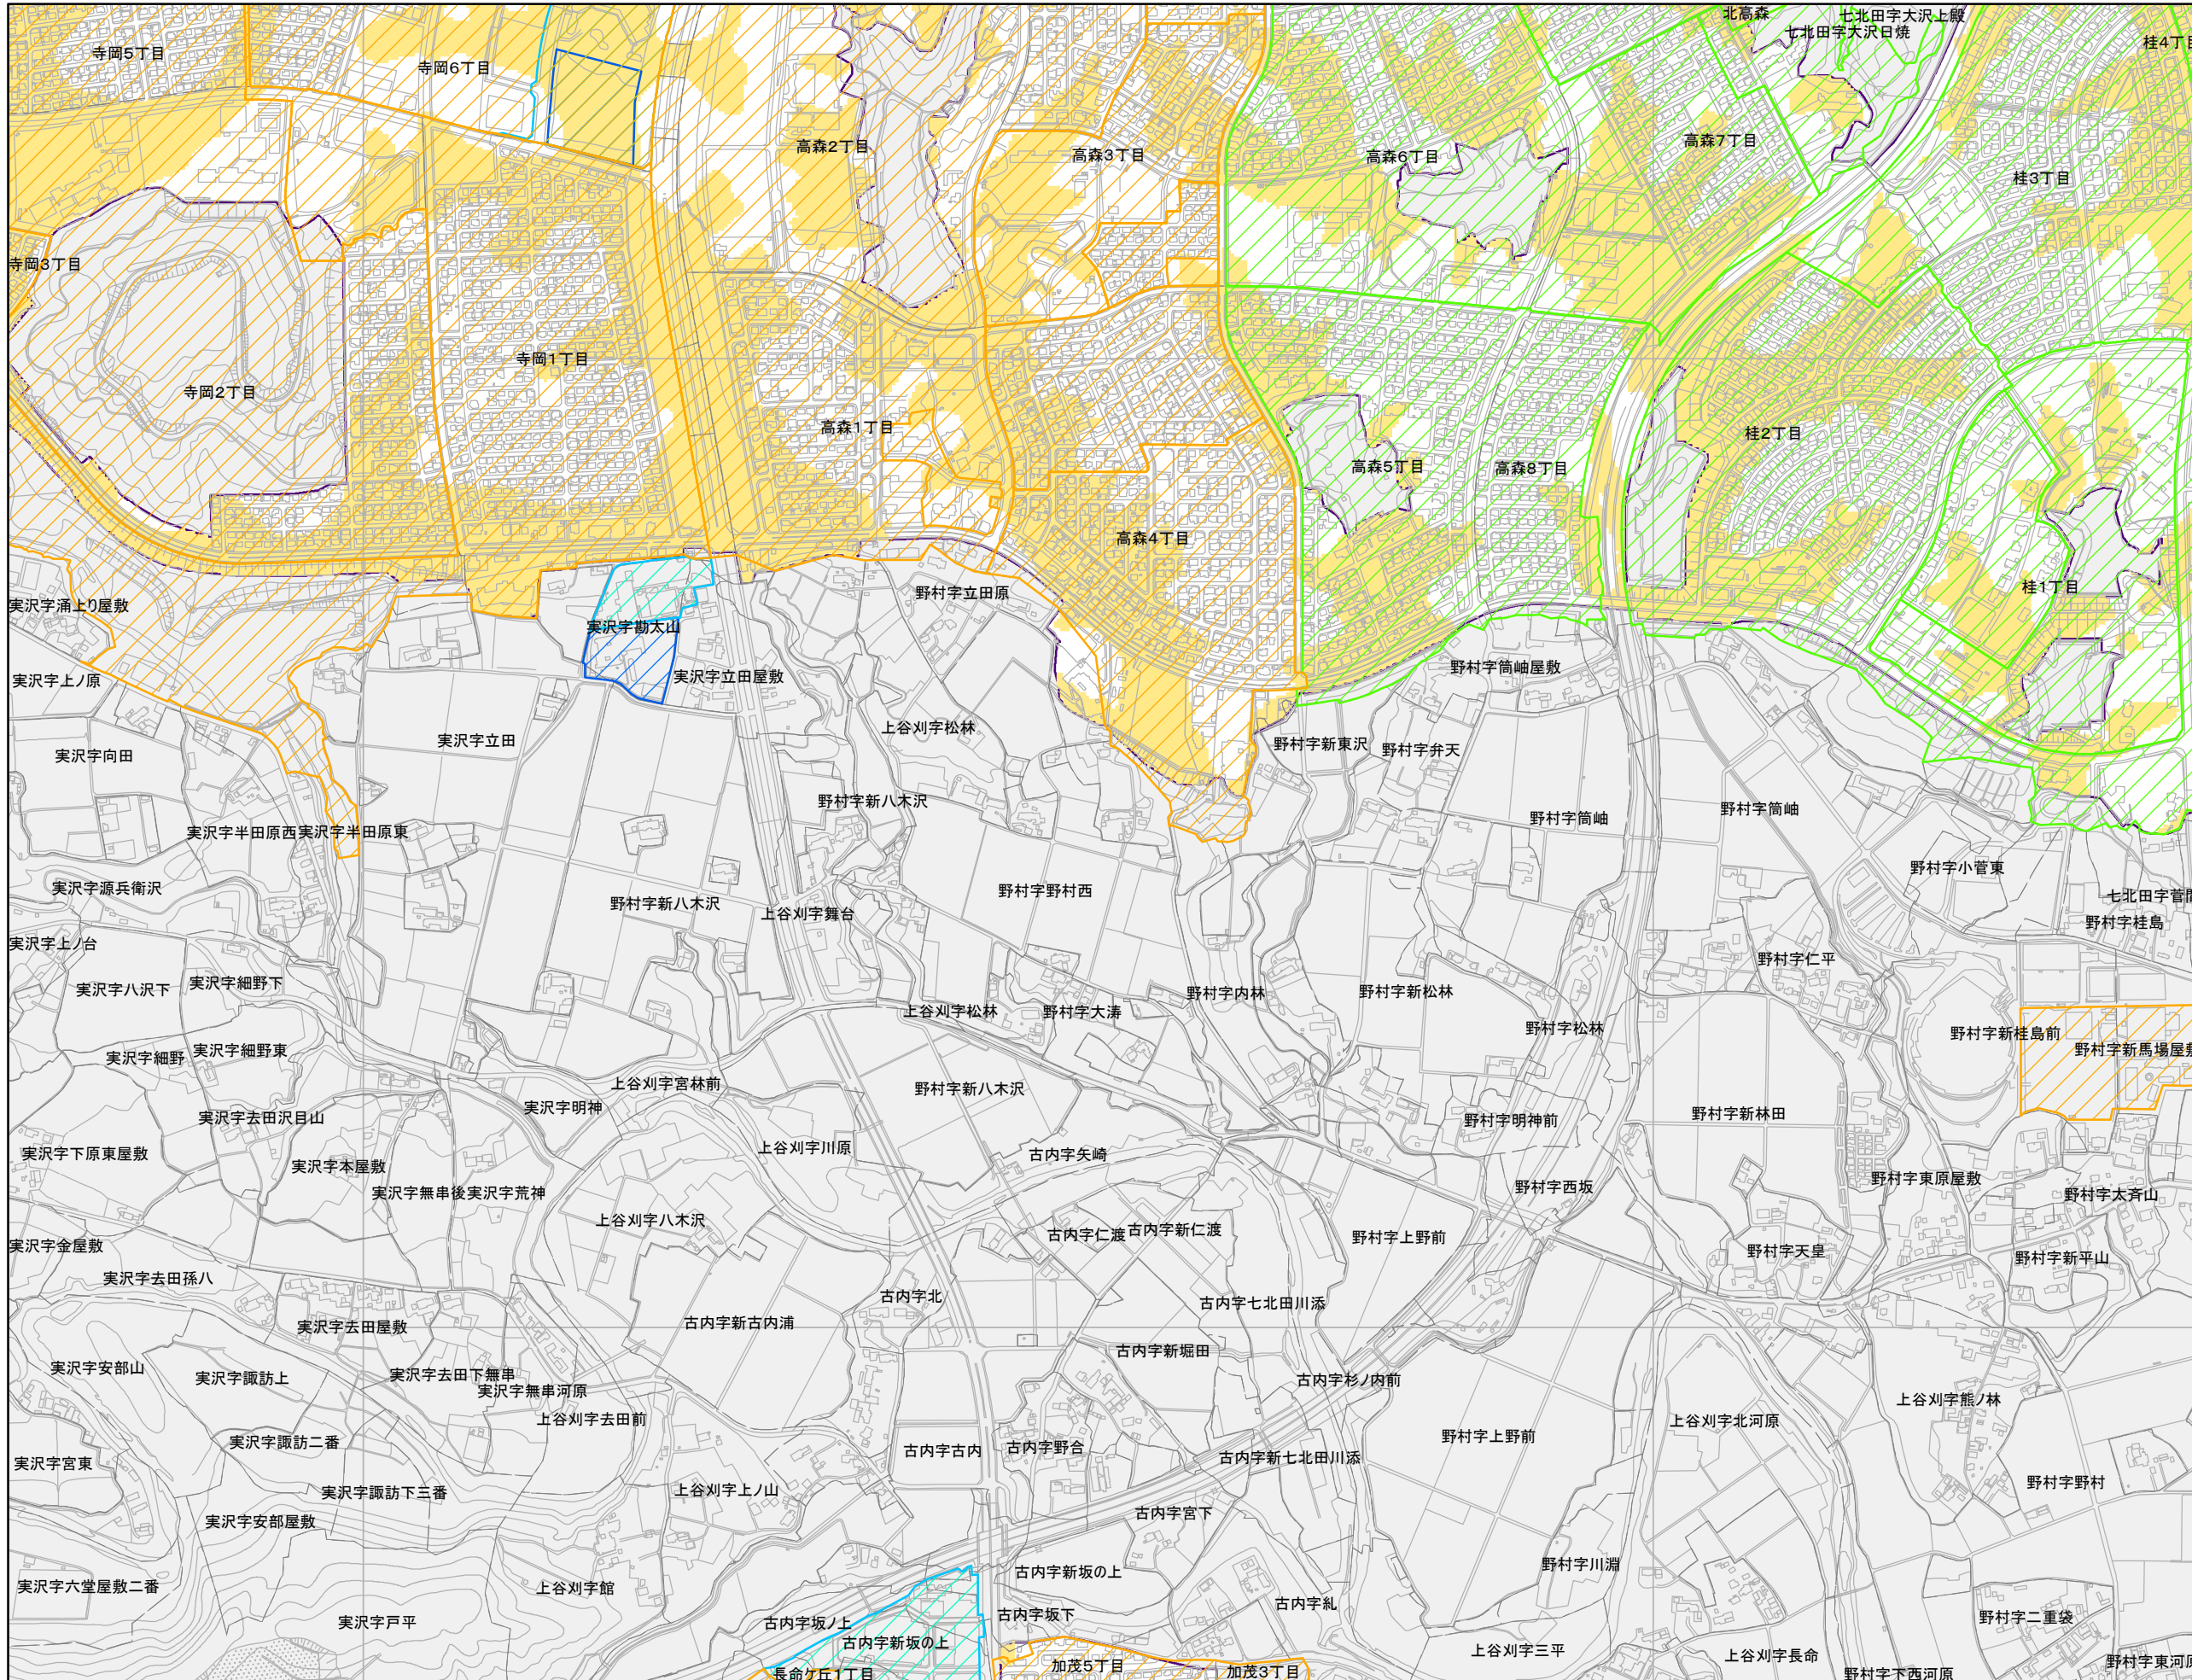 北高森
七北田字大沢上殿
七北田字大沢日焼
桂4丁目
寺岡5丁目
寺岡6丁目
高森2丁目
高森3丁目
高森6丁目
高森7丁目
桂3丁目
寺岡3丁目
寺岡2丁目
寺岡1丁目
高森1丁目
高森5丁目
高森8丁目
桂2丁目
高森4丁目
桂1丁目
野村字立田原
実沢字涌上り屋敷
実沢字勘太山
実沢字立田屋敷
野村字筒岫屋敷
実沢字上ノ原
上谷刈字松林
実沢字立田
野村字新東沢
野村字弁天
実沢字向田
野村字新八木沢
野村字筒岫
野村字筒岫
実沢字半田原西
実沢字半田原東
野村字小菅東
実沢字源兵衛沢
野村字野村西
野村字新八木沢
上谷刈字舞台
七北田字菅間
野村字桂島
実沢字上ノ台
野村字仁平
実沢字八沢下
実沢字細野下
野村字内林
野村字新松林
上谷刈字松林
野村字大涛
野村字松林
野村字新桂島前
野村字新馬場屋敷
実沢字細野
実沢字細野東
上谷刈字宮林前
野村字新八木沢
実沢字明神
実沢字去田沢目山
野村字明神前
野村字新林田
上谷刈字川原
古内字矢崎
実沢字下原東屋敷
実沢字本屋敷
実沢字無串後
実沢字荒神
野村字西坂
野村字東原屋敷
野村字太斉山
上谷刈字八木沢
古内字仁渡
古内字新仁渡
野村字上野前
実沢字金屋敷
野村字天皇
野村字新平山
実沢字去田孫八
古内字北
古内字七北田川添
実沢字去田屋敷
古内字新古内浦
古内字新堀田
実沢字安部山
実沢字諏訪上
実沢字去田下無串
実沢字無串河原
古内字杉ノ内前
上谷刈字去田前
上谷刈字北河原
上谷刈字熊ノ林
実沢字諏訪二番
古内字古内
古内字野合
野村字上野前
実沢字宮東
古内字新七北田川添
実沢字諏訪下三番
上谷刈字上ノ山
野村字野村
実沢字安部屋敷
古内字宮下
野村字川淵
古内字新坂の上
実沢字六堂屋敷二番
上谷刈字館
古内字糺
古内字坂下
実沢字戸平
古内字坂ノ上
野村字二重袋
古内字新坂の上
上谷刈字三平
上谷刈字長命
加茂5丁目
加茂3丁目
長命ケ丘1丁目
野村字下西河原
野村字東河原